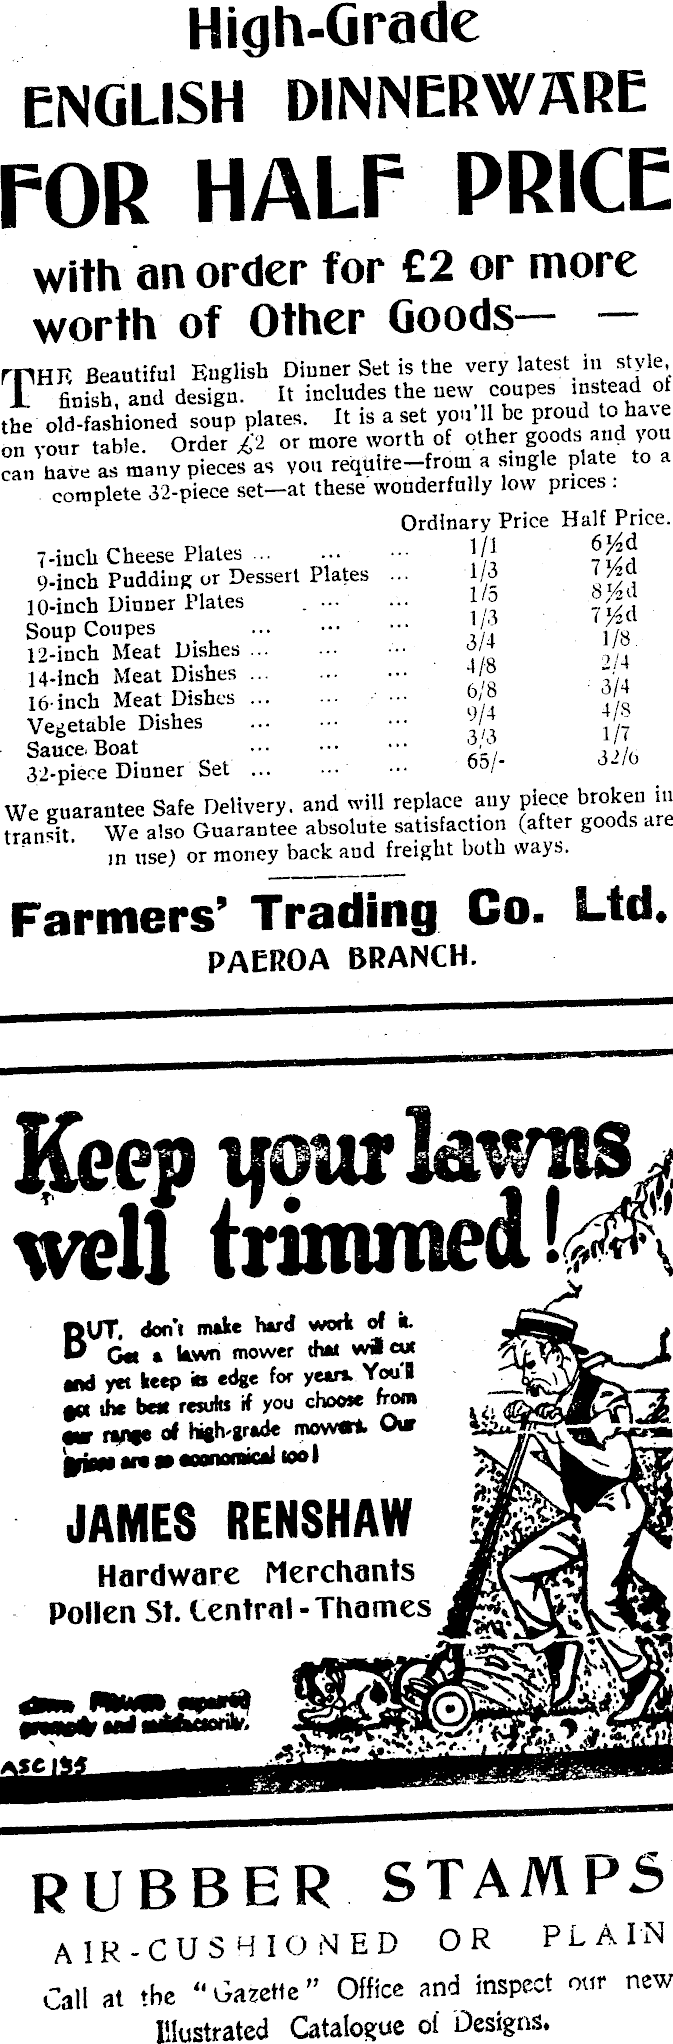 High-Grade
ENGLISH DINNERWARE
FOR HALF PRICE
with an order for £2 or more
worth of Other Goods— —
THE Beautiful English Dinner Set is the very latest in style,
finish, and design. It includes the new coupes instead of
the old-fashioned soup plates. It is a set you'll be proud to have
on your table. Order £2 or more worth of other goods and you
can have as many pieces as you require—from a single plate to a
complete 32-piece set—at these wonderfully low prices:
Ordinary Price Half Price.
7-inch Cheese Plates ... ... ... 1/1 6½d
9-inch Pudding or Dessert Plates ... 1/3 7½d
10-inch Dinner Plates ... ... 1/5 8½d
Soup Coupes ... ... ... 1/3 7½d
12-inch Meat Dishes ... ... ... 3/4 1/8
14-inch Meat Dishes ... ... ... 4/8 2/4
16-inch Meat Dishes ... ... ... 6/8 3/4
Vegetable Dishes ... ... ... 9/4 4/8
Sauce Boat ... ... ... 3/3 1/7
32-piece Dinner Set ... ... ... 65/- 32/6
We guarantee Safe Delivery, and will replace any piece broken in
transit. We also Guarantee absolute satisfaction (after goods are
in use) or money back and freight both ways.
Farmers' Trading Co. Ltd.
PAEROA BRANCH.
Keep your lawns
well trimmed!
BUT, don't make hard work of it.
Get a lawn mower that will cut
and yet keep its edge for years. You'll
get the best results if you choose from
our range of high-grade mowers. Our
prices are so economical too!
JAMES RENSHAW
Hardware Merchants
Pollen St. Central - Thames
Lawn Mowers repaired
promptly and satisfactorily.
ASC 135
RUBBER STAMPS
AIR-CUSHIONED OR PLAIN
Call at the "Gazette" Office and inspect our new
Illustrated Catalogue of Designs.